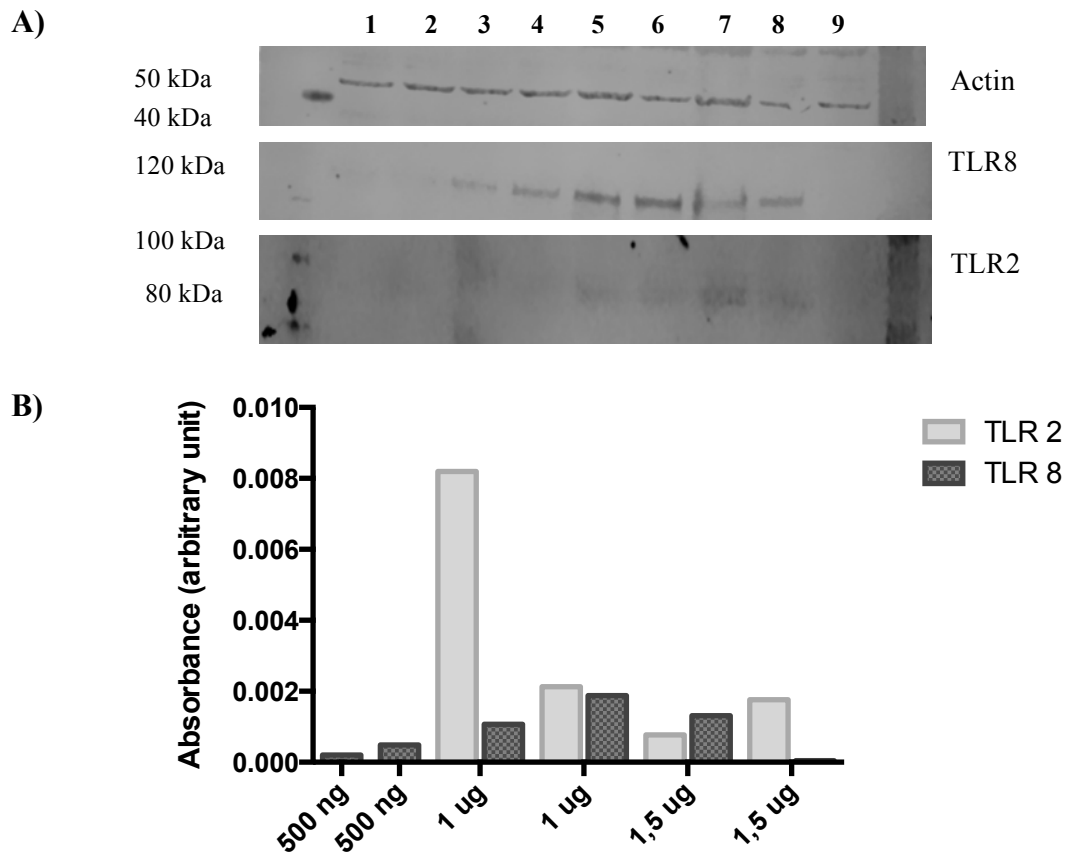 A)
1 2 3 4 5 6 7 8 9
50 kDa
Actin
40 kDa
120 kDa
TLR8
100 kDa
TLR2
80 kDa
B)
Absorbance (arbitrary unit)
0.010
0.008
0.006
0.004
0.002
0.000
TLR 2
TLR 8
500 ng
500 ng
1 ug
1 ug
1,5 ug
1,5 ug